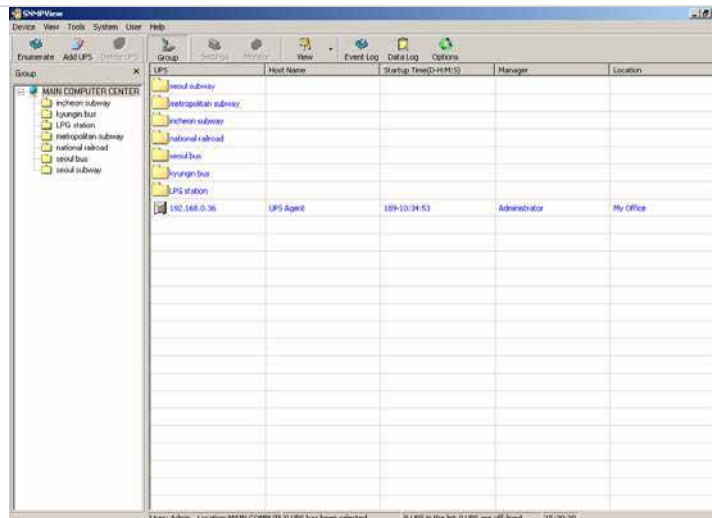 SNMPView
Device View Tools System User Help
Enumerate Add UPS Delete UPS Group Settings Monitor View Event Log Data Log Options
Group
UPS Host Name Startup Time(D-H:M:S) Manager Location
MAIN COMPUTER CENTER
incheon subway
kyungin bus
LPG station
metropolitan subway
national railroad
seoul bus
seoul subway
seoul subway
metropolitan subway
incheon subway
national railroad
seoul bus
kyungin bus
LPG station
192.168.0.36 UPS Agent 189-10:34:53 Administrator My Office